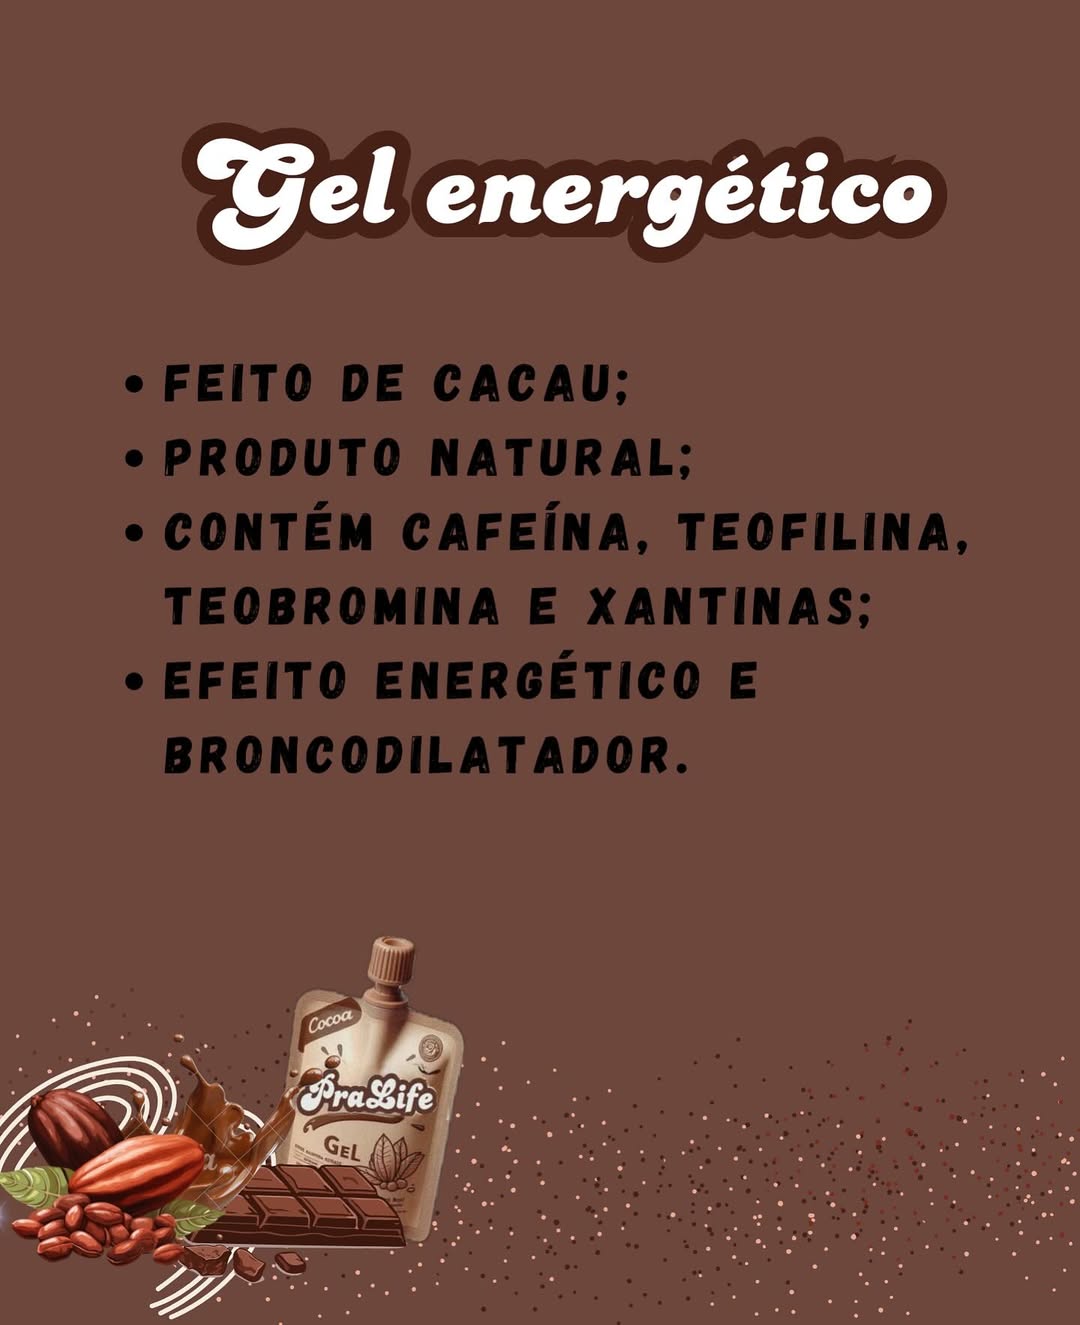 Gel energético
• FEITO DE CACAU;
• PRODUTO NATURAL;
• CONTÉM CAFEÍNA, TEOFILINA,
TEOBROMINA E XANTINAS;
• EFEITO ENERGÉTICO E
BRONCODILATADOR.
Cocoa
PraLife
GEL